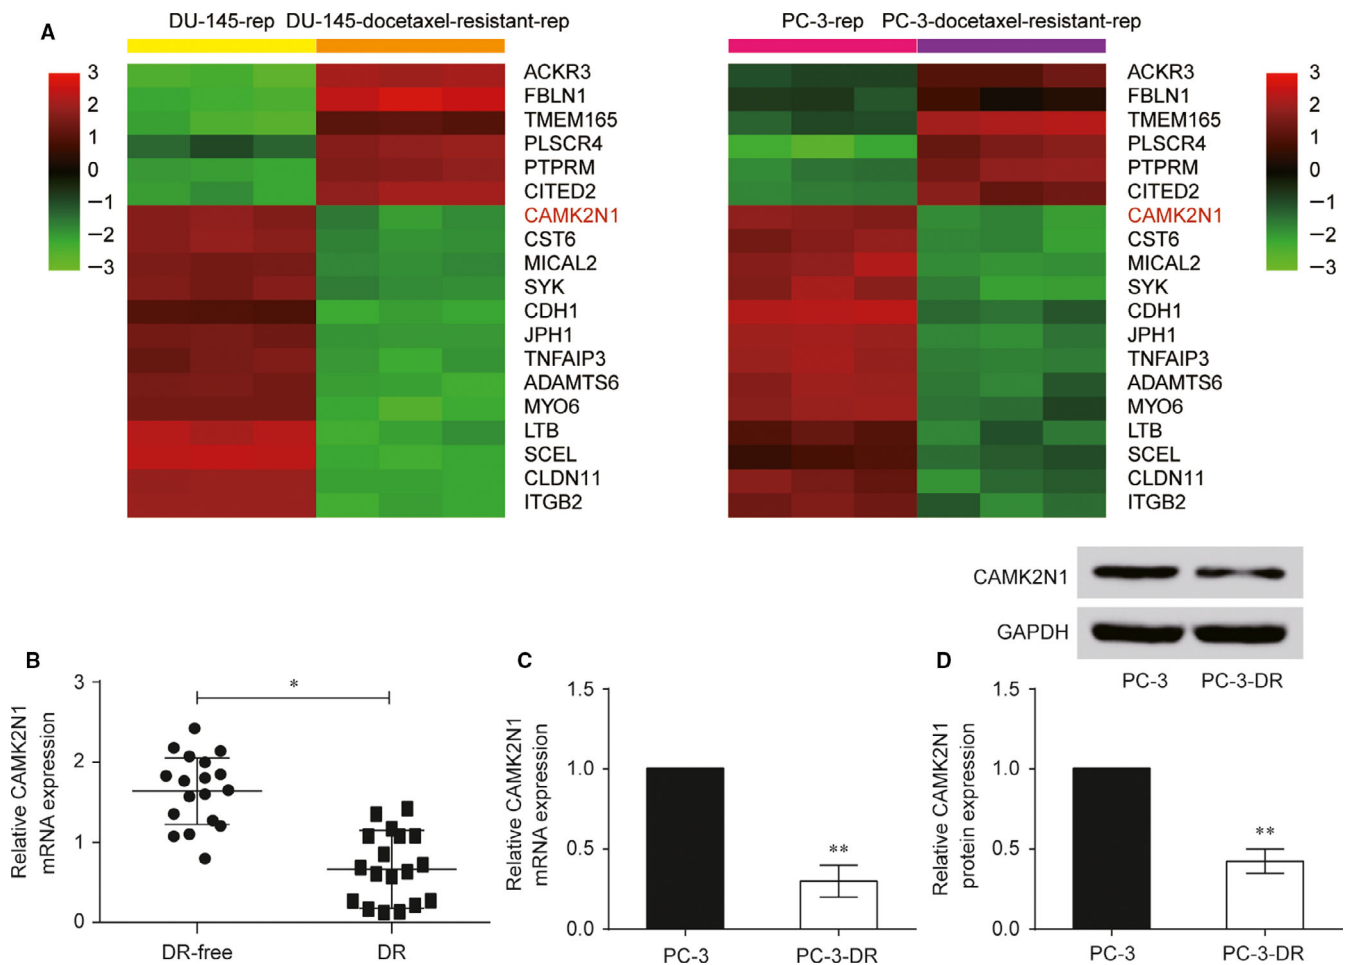 A
DU-145-rep DU-145-docetaxel-resistant-rep
3
2
1
0
−1
−2
−3
ACKR3
FBLN1
TMEM165
PLSCR4
PTPRM
CITED2
CAMK2N1
CST6
MICAL2
SYK
CDH1
JPH1
TNFAIP3
ADAMTS6
MYO6
LTB
SCEL
CLDN11
ITGB2
PC-3-rep PC-3-docetaxel-resistant-rep
ACKR3
FBLN1
TMEM165
PLSCR4
PTPRM
CITED2
CAMK2N1
CST6
MICAL2
SYK
CDH1
JPH1
TNFAIP3
ADAMTS6
MYO6
LTB
SCEL
CLDN11
ITGB2
3
2
1
0
−1
−2
−3
B
Relative CAMK2N1
mRNA expression
3
2
1
0
*
DR-free DR
C
Relative CAMK2N1
mRNA expression
1.5
1.0
0.5
0.0
**
PC-3 PC-3-DR
D
CAMK2N1
GAPDH
PC-3 PC-3-DR
Relative CAMK2N1
protein expression
1.5
1.0
0.5
0.0
**
PC-3 PC-3-DR